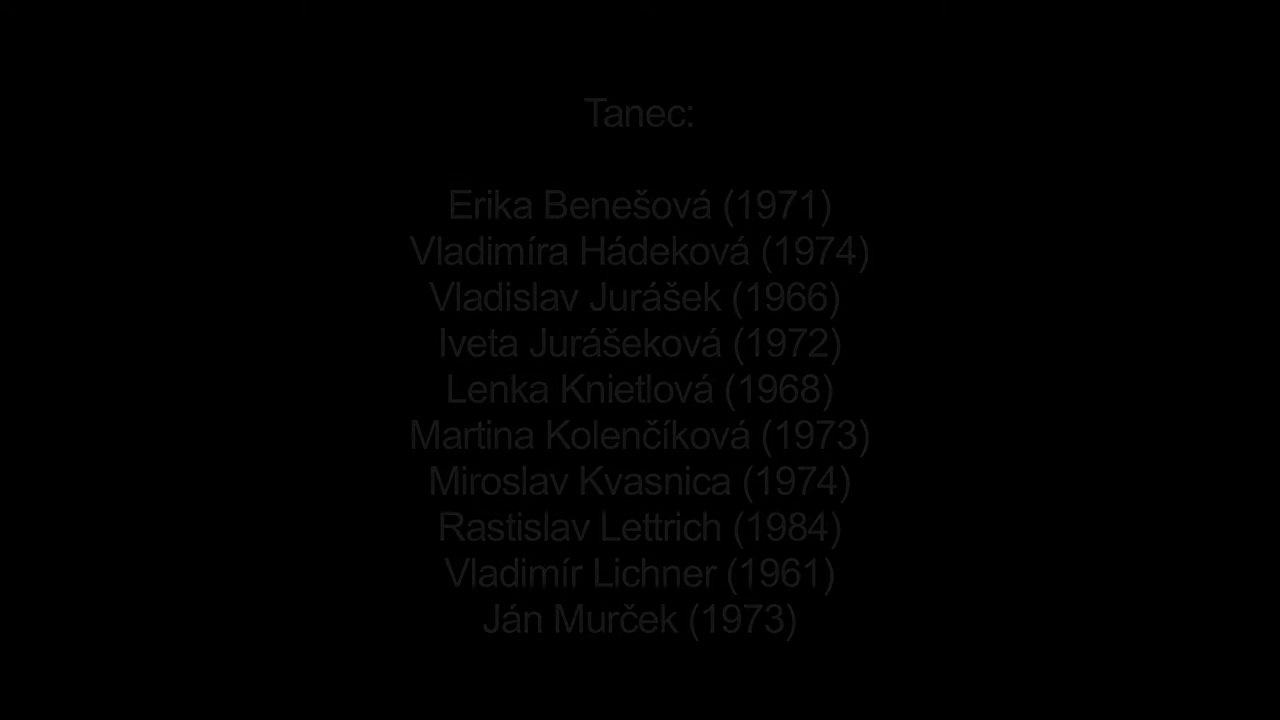 Tanec:
Erika Benešová (1971)
Vladimíra Hádeková (1974)
Vladislav Jurášek (1966)
Iveta Jurášeková (1972)
Lenka Knietlová (1968)
Martina Kolenčíková (1973)
Miroslav Kvasnica (1974)
Rastislav Lettrich (1984)
Vladimír Lichner (1961)
Ján Murček (1973)